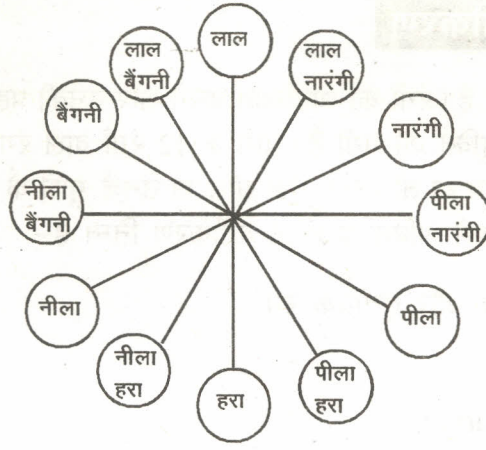 लाल
लाल
नारंगी
नारंगी
पीला
नारंगी
पीला
पीला
हरा
हरा
नीला
हरा
नीला
नीला
बैंगनी
बैंगनी
लाल
बैंगनी